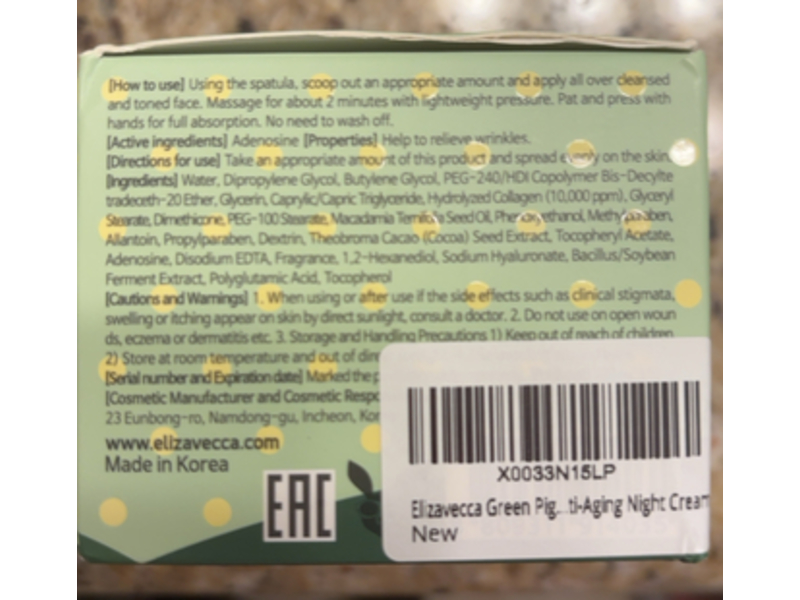 [How to use] Using the spatula, scoop out an appropriate amount and apply all over cleansed
and toned face. Massage for about 2 minutes with lightweight pressure. Pat and press with
hands for full absorption. No need to wash off.
[Active ingredients] Adenosine [Properties] Help to relieve wrinkles.
[Directions for use] Take an appropriate amount of this product and spread evenly on the skin.
[Ingredients] Water, Dipropylene Glycol, Butylene Glycol, PEG-240/HDI Copolymer Bis-Decylte
tradeceth-20 Ether, Glycerin, Caprylic/Capric Triglyceride, Hydrolyzed Collagen (10,000 ppm), Glyceryl
Stearate, Dimethicone, PEG-100 Stearate, Macadamia Ternifolia Seed Oil, Phenoxyethanol, Methylparaben,
Allantoin, Propylparaben, Dextrin, Theobroma Cacao (Cocoa) Seed Extract, Tocopheryl Acetate,
Adenosine, Disodium EDTA, Fragrance, 1,2-Hexanediol, Sodium Hyaluronate, Bacillus/Soybean
Ferment Extract, Polyglutamic Acid, Tocopherol
[Cautions and Warnings] 1. When using or after use if the side effects such as clinical stigmata,
swelling or itching appear on skin by direct sunlight, consult a doctor. 2. Do not use on open woun
ds, eczema or dermatitis etc. 3. Storage and Handling Precautions 1) Keep out of reach of children
2) Store at room temperature and out of dire
[Serial number and Expiration date] Marked the p
[Cosmetic Manufacturer and Cosmetic Respo
23 Eunbong-ro, Namdong-gu, Incheon, Kor
www.elizavecca.com
Made in Korea
EAC
X0033N15LP
Elizavecca Green Pig...ti-Aging Night Cream
New